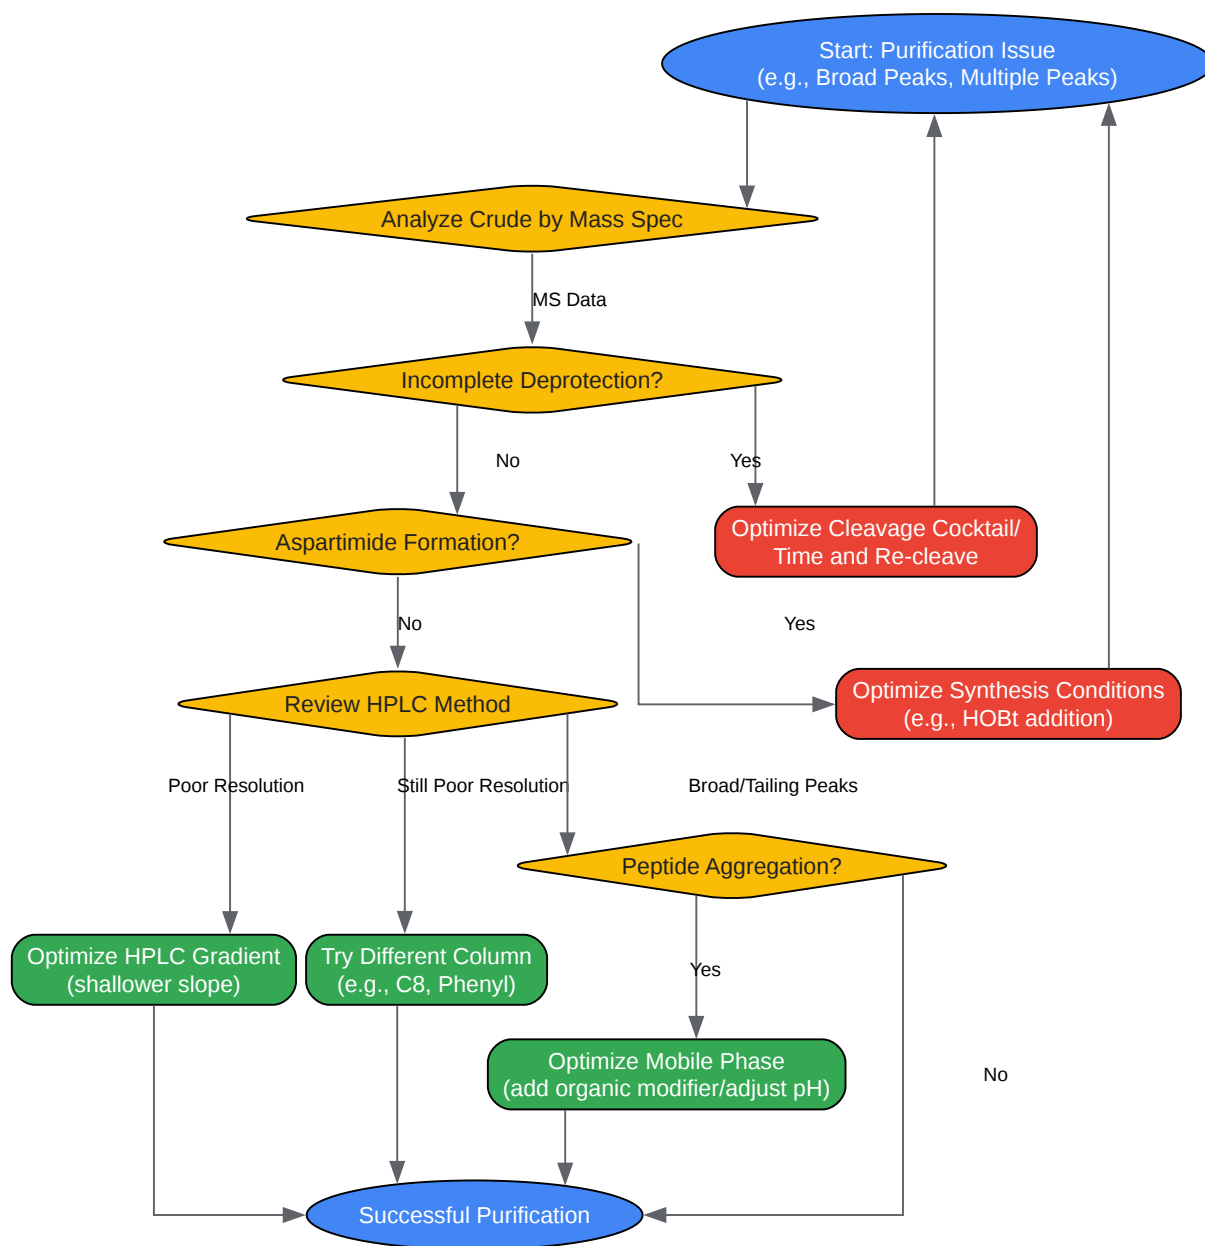 Start: Purification Issue
(e.g., Broad Peaks, Multiple Peaks)
Analyze Crude by Mass Spec
MS Data
Incomplete Deprotection?
No
Yes
Optimize Cleavage Cocktail/
Time and Re-cleave
Aspartimide Formation?
No
Yes
Optimize Synthesis Conditions
(e.g., HOBt addition)
Review HPLC Method
Poor Resolution
Still Poor Resolution
Broad/Tailing Peaks
Peptide Aggregation?
Optimize HPLC Gradient
(shallower slope)
Try Different Column
(e.g., C8, Phenyl)
Yes
Optimize Mobile Phase
(add organic modifier/adjust pH)
No
Successful Purification